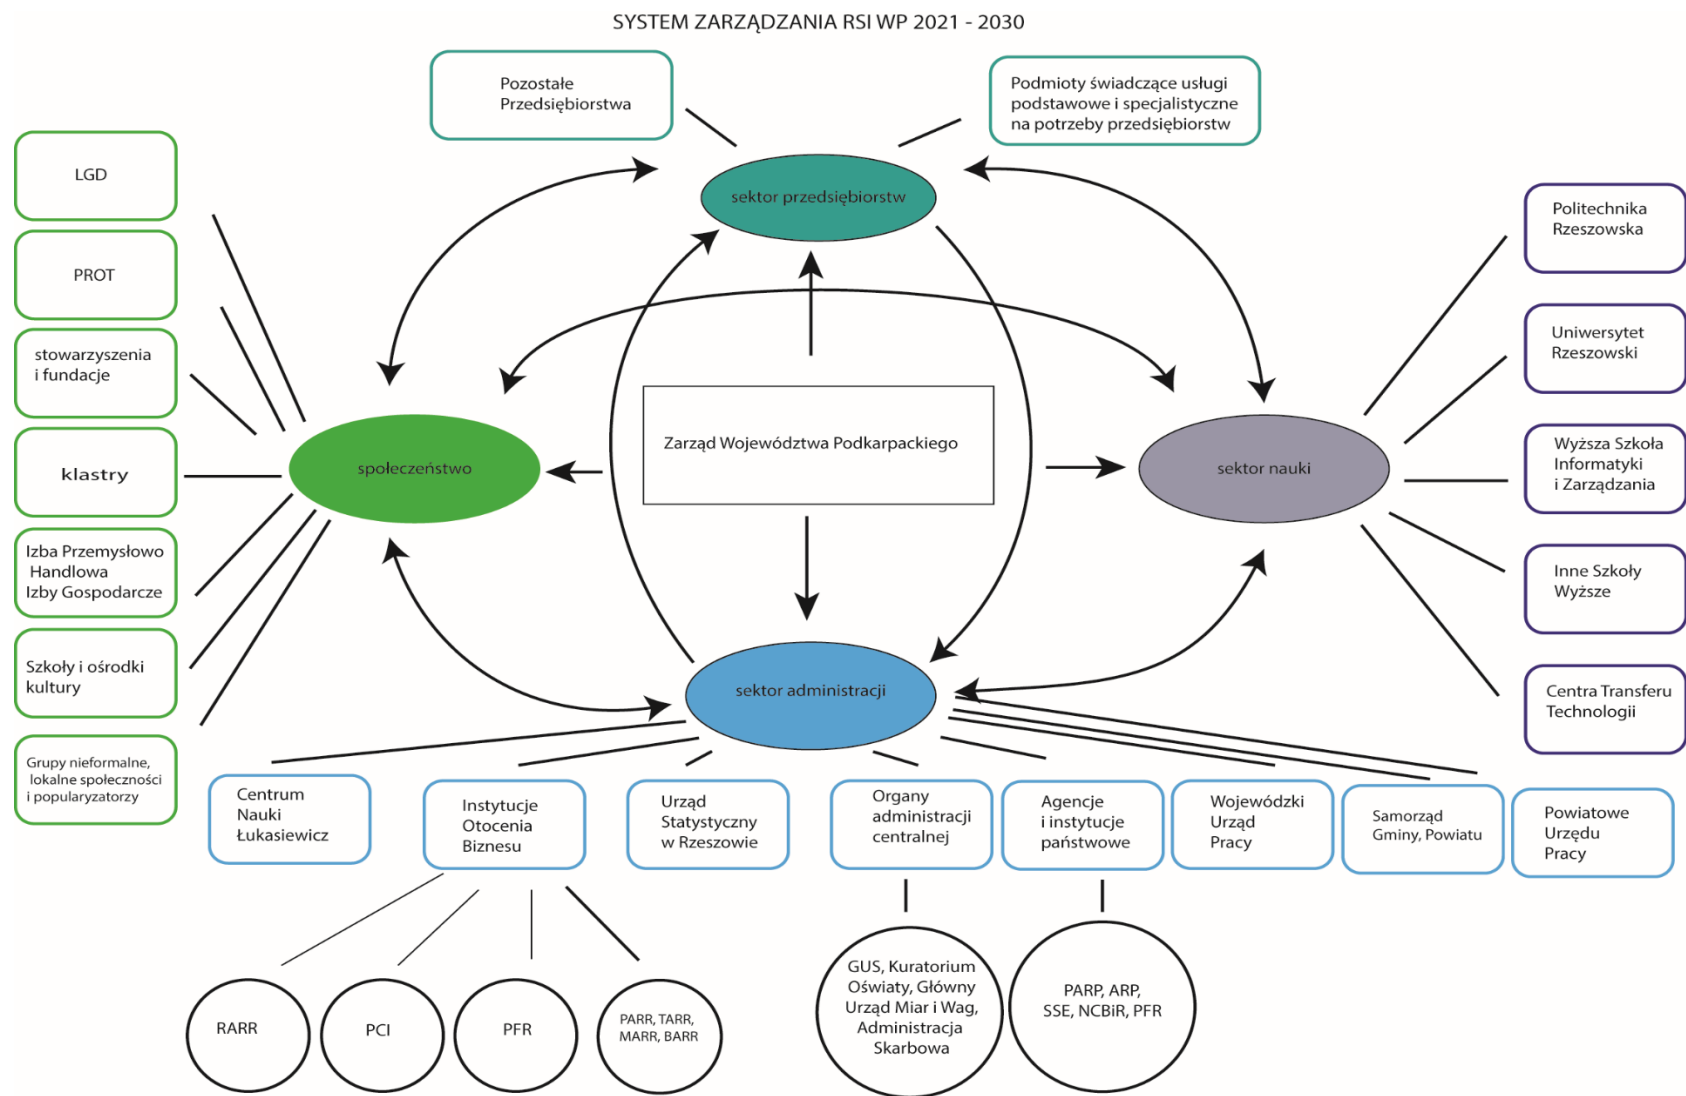 SYSTEM ZARZĄDZANIA RSI WP 2021 - 2030
Pozostałe
Przedsiębiorstwa
Podmioty świadczące usługi
podstawowe i specjalistyczne
na potrzeby przedsiębiorstw
sektor przedsiębiorstw
LGD
PROT
stowarzyszenia
i fundacje
klastry
Izba Przemysłowo
Handlowa
Izby Gospodarcze
Szkoły i ośrodki
kultury
Grupy nieformalne,
lokalne społeczności
i popularyzatorzy
społeczeństwo
Zarząd Województwa Podkarpackiego
sektor nauki
Politechnika
Rzeszowska
Uniwersytet
Rzeszowski
Wyższa Szkoła
Informatyki
i Zarządzania
Inne Szkoły
Wyższe
Centra Transferu
Technologii
sektor administracji
Centrum
Nauki
Łukasiewicz
Instytucje
Otocenia
Biznesu
Urząd
Statystyczny
w Rzeszowie
Organy
administracji
centralnej
Agencje
i instytucje
państwowe
Wojewódzki
Urząd
Pracy
Samorząd
Gminy, Powiatu
Powiatowe
Urzędu
Pracy
RARR
PCI
PFR
PARR, TARR,
MARR, BARR
GUS, Kuratorium
Oświaty, Główny
Urząd Miar i Wag,
Administracja
Skarbowa
PARP, ARP,
SSE, NCBiR, PFR